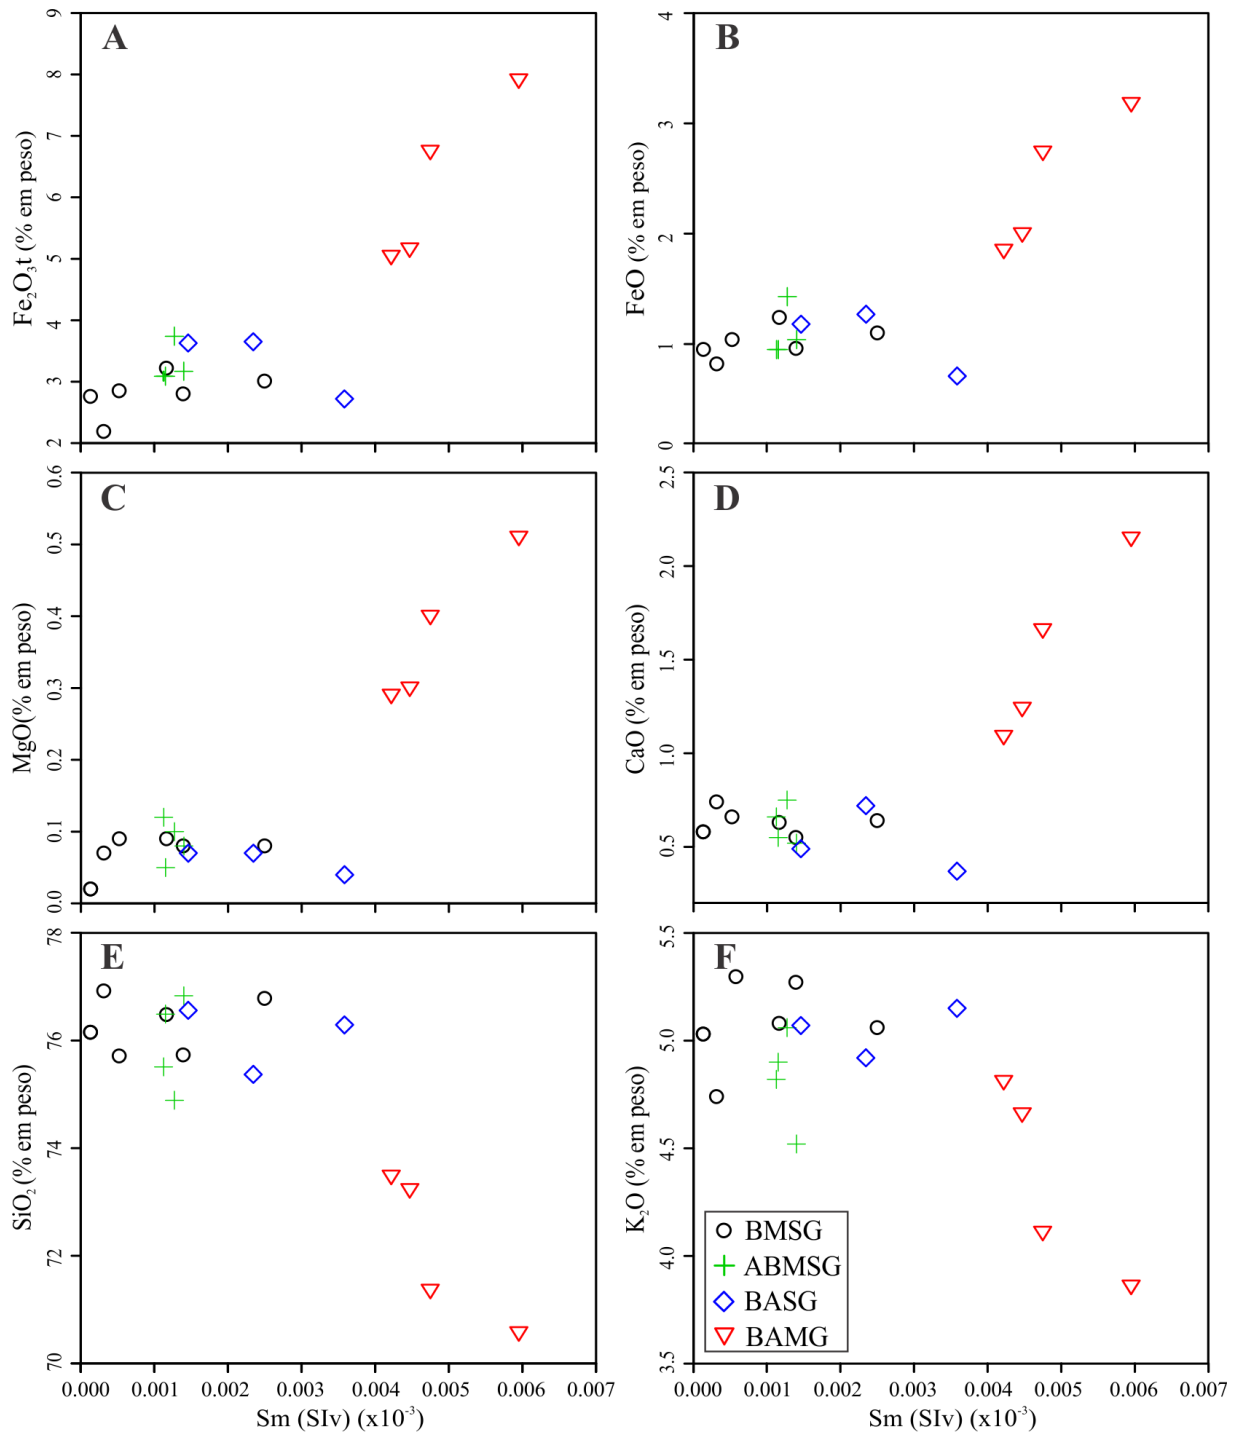 A
9
8
7
6
5
4
3
2
Fe₂O₃t (% em peso)
B
4
3
2
1
0
FeO (% em peso)
C
0.6
0.5
0.4
0.3
0.2
0.1
0.0
MgO(% em peso)
D
2.5
2.0
1.5
1.0
0.5
CaO (% em peso)
E
78
76
74
72
70
SiO₂(% em peso)
0.000 0.001 0.002 0.003 0.004 0.005 0.006 0.007
Sm (SIv) (x10⁻³)
F
5.5
5.0
4.5
4.0
3.5
K₂O (% em peso)
BMSG
ABMSG
BASG
BAMG
0.000 0.001 0.002 0.003 0.004 0.005 0.006 0.007
Sm (SIv) (x10⁻³)